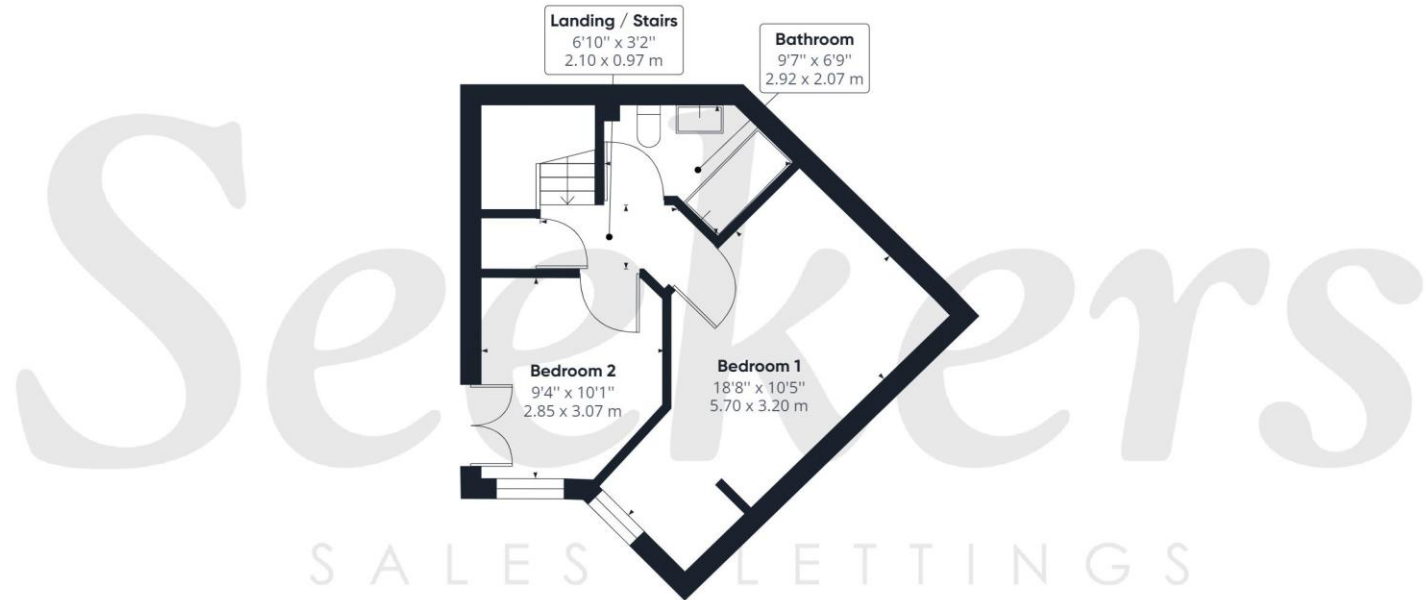 Landing / Stairs
6'10" x 3'2"
2.10 x 0.97 m
Bathroom
9'7" x 6'9"
2.92 x 2.07 m
Bedroom 2
9'4" x 10'1"
2.85 x 3.07 m
Bedroom 1
18'8" x 10'5"
5.70 x 3.20 m
Seekers
SALES LETTINGS